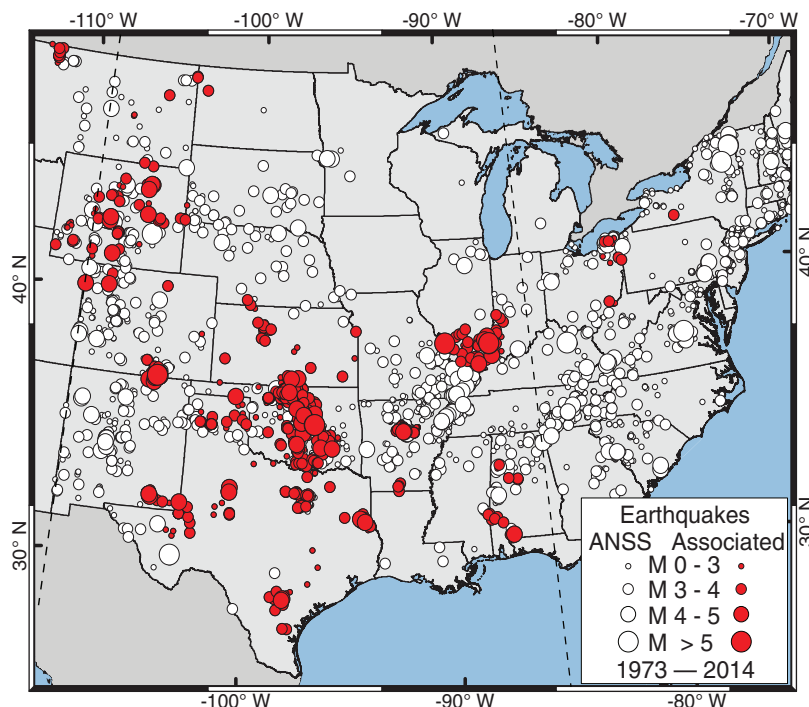 -110° W -100° W -90° W -80° W -70° W
40° N 40° N
30° N 30° N
Earthquakes
ANSS Associated
M 0 - 3
M 3 - 4
M 4 - 5
M > 5
1973 — 2014
-100° W -90° W -80° W